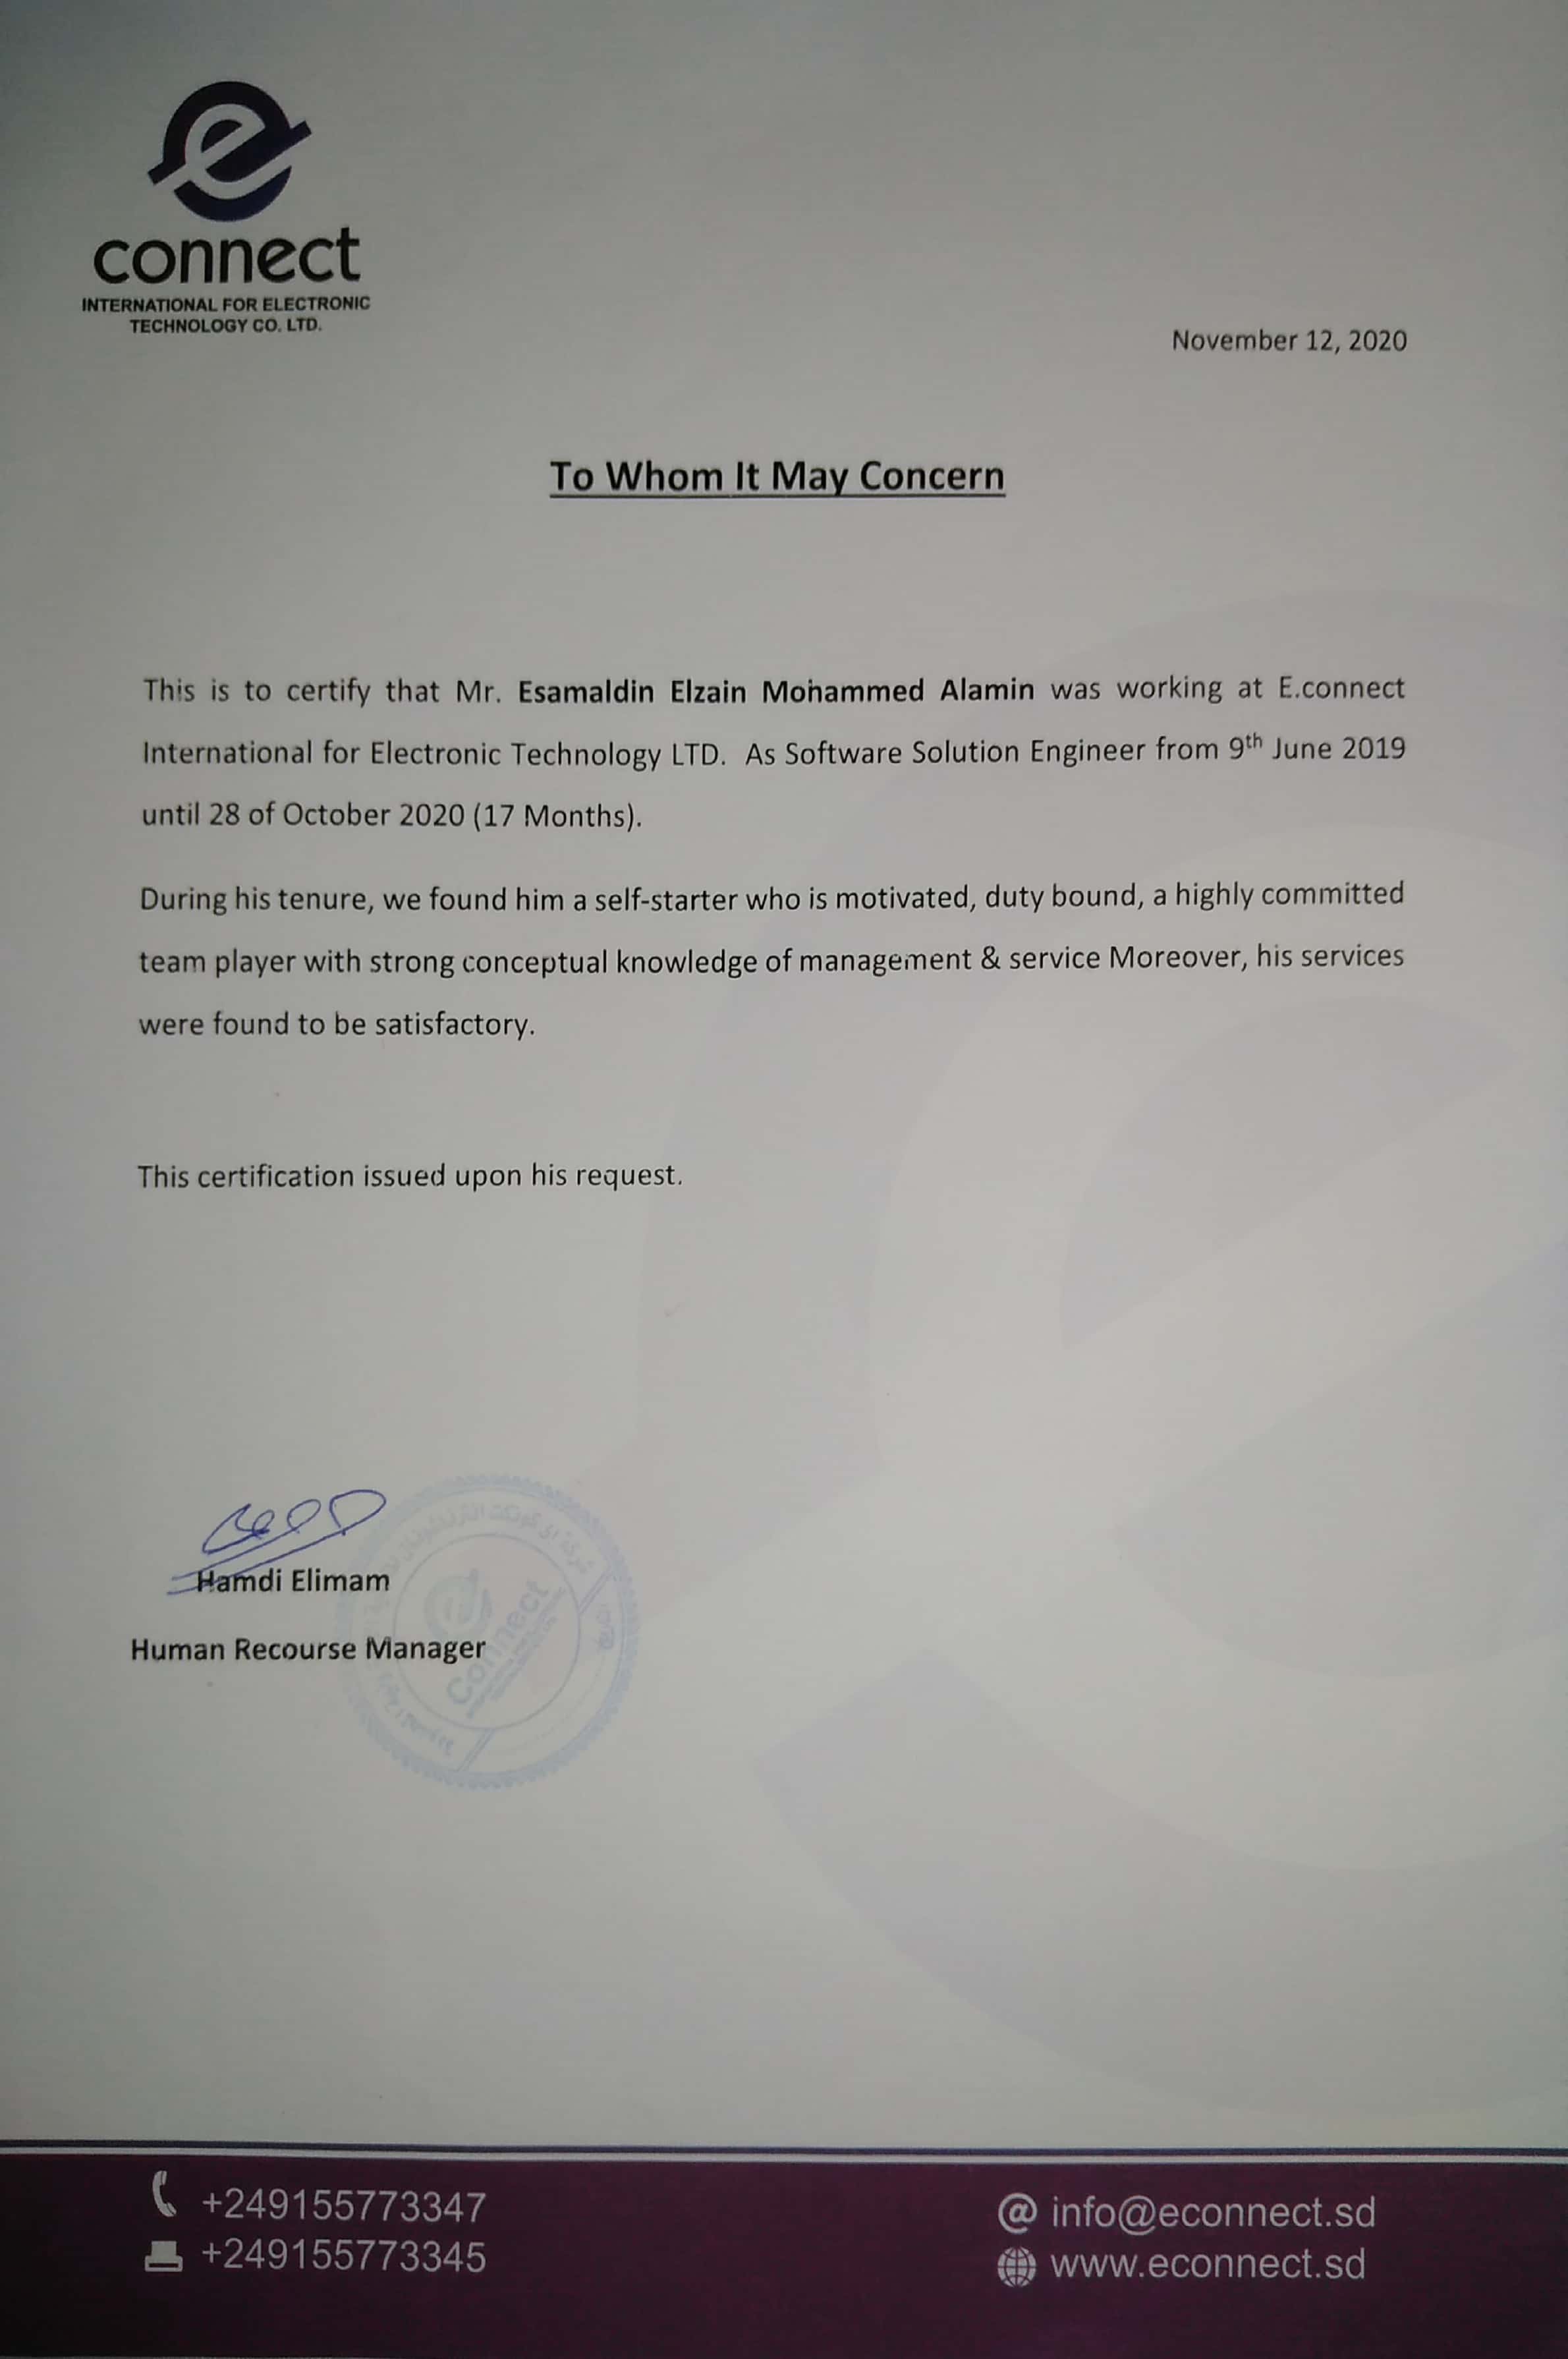 e
connect
INTERNATIONAL FOR ELECTRONIC
TECHNOLOGY CO. LTD.
November 12, 2020
To Whom It May Concern
This is to certify that Mr. Esamaldin Elzain Mohammed Alamin was working at E.connect
International for Electronic Technology LTD. As Software Solution Engineer from 9th June 2019
until 28 of October 2020 (17 Months).
During his tenure, we found him a self-starter who is motivated, duty bound, a highly committed
team player with strong conceptual knowledge of management & service Moreover, his services
were found to be satisfactory.
This certification issued upon his request.
Hamdi Elimam
Human Recourse Manager
Connect
+249155773347
+249155773345
@ info@econnect.sd
www.econnect.sd